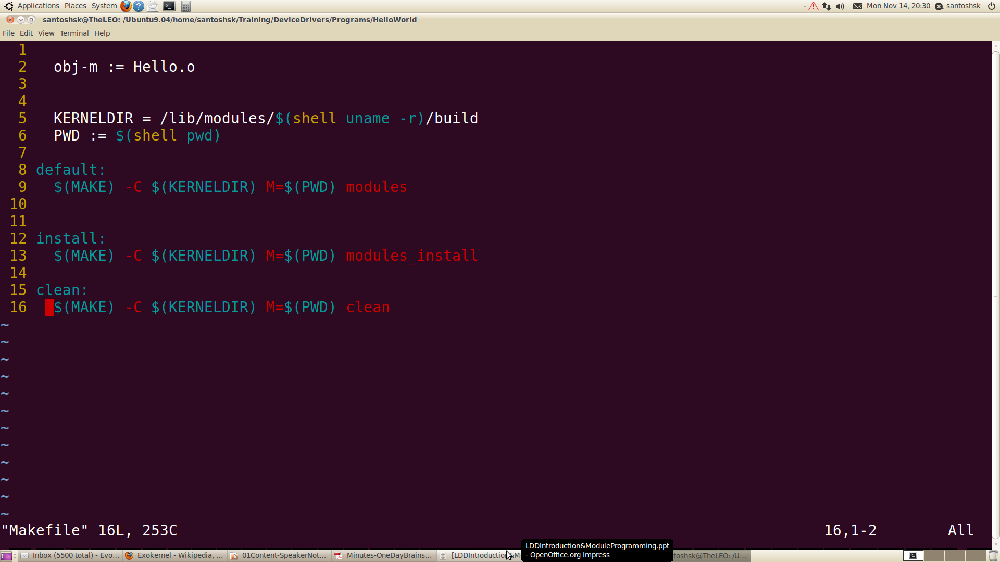 Applications Places System Mon Nov 14, 20:30 santoshsk
santoshsk@TheLEO: /Ubuntu9.04/home/santoshsk/Training/DeviceDrivers/Programs/HelloWorld
File Edit View Terminal Help
1
2 obj-m := Hello.o
3
4
5 KERNELDIR = /lib/modules/$(shell uname -r)/build
6 PWD := $(shell pwd)
7
8 default:
9 $(MAKE) -C $(KERNELDIR) M=$(PWD) modules
10
11
12 install:
13 $(MAKE) -C $(KERNELDIR) M=$(PWD) modules_install
14
15 clean:
16 $(MAKE) -C $(KERNELDIR) M=$(PWD) clean
~
~
~
~
~
~
~
~
~
~
~
~
"Makefile" 16L, 253C 16,1-2 All
LDDIntroduction&ModuleProgramming.ppt
- OpenOffice.org Impress
Inbox (5500 total) - Evo... Exokernel - Wikipedia, ... 01Content-SpeakerNot... Minutes-OneDayBrains... [LDDIntroduction&M toshsk@TheLEO: /U...